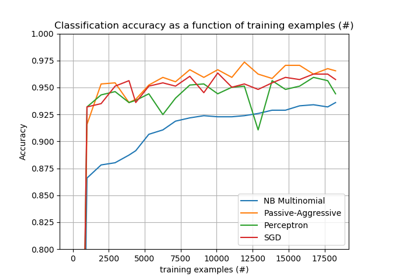 Classification accuracy as a function of training examples (#)
1.000
0.975
0.950
0.925
0.900
0.875
0.850
0.825
0.800
Accuracy
0 2500 5000 7500 10000 12500 15000 17500
training examples (#)
NB Multinomial
Passive-Aggressive
Perceptron
SGD